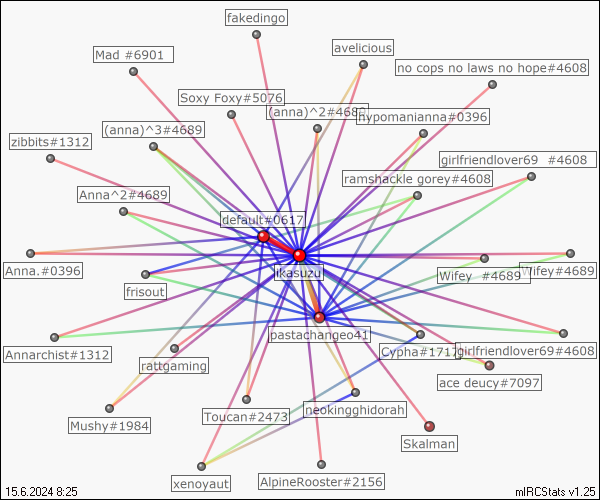 fakedingo
avelicious
Mad #6901
no cops no laws no hope#4608
Soxy Foxy#5076
(anna)^2#4689
hypomanianna#0396
(anna)^3#4689
zibbits#1312
girlfriendlover69 #4608
ramshackle gorey#4608
Anna^2#4689
default#0617
Anna.#0396
ikasuzu
Wifey #4689
Wifey#4689
frisout
pastachangeo41
Annarchist#1312
Cypha#1717
girlfriendlover69#4608
rattgaming
ace deucy#7097
Toucan#2473
neokingghidorah
Mushy#1984
Skalman
xenoyaut
AlpineRooster#2156
15.6.2024 8:25
mIRCStats v1.25